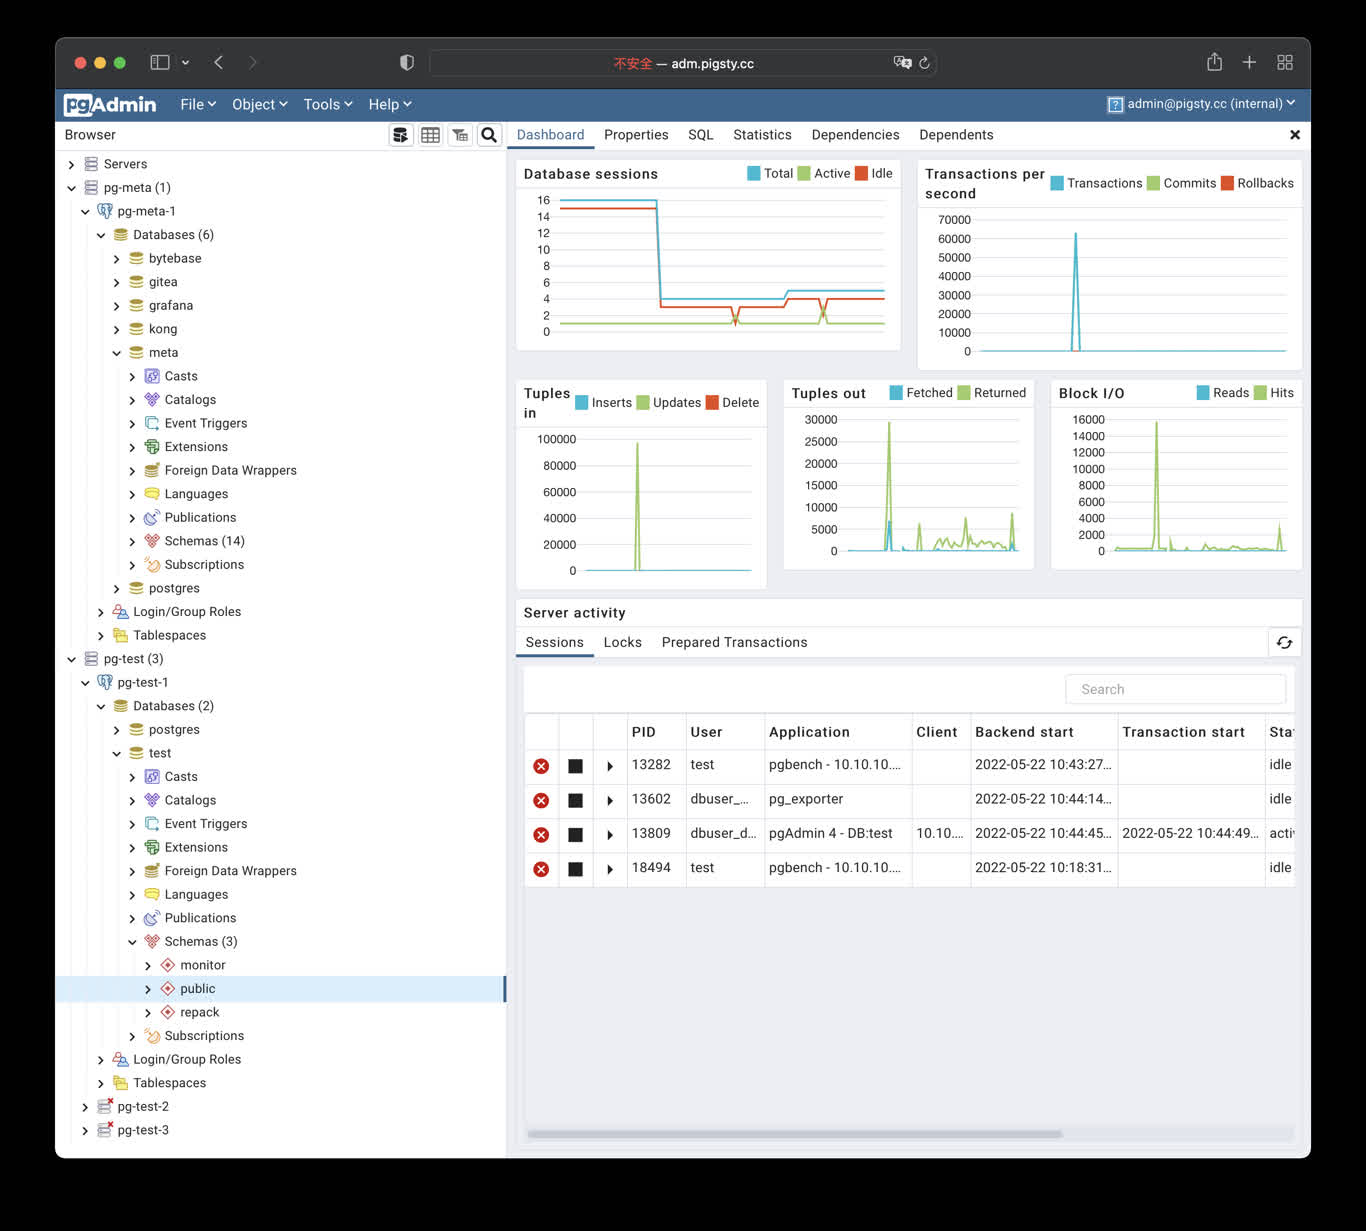 不安全 — adm.pigsty.cc
pgAdmin File Object Tools Help admin@pigsty.cc (internal)
Browser
Servers
pg-meta (1)
pg-meta-1
Databases (6)
bytebase
gitea
grafana
kong
meta
Casts
Catalogs
Event Triggers
Extensions
Foreign Data Wrappers
Languages
Publications
Schemas (14)
Subscriptions
postgres
Login/Group Roles
Tablespaces
pg-test (3)
pg-test-1
Databases (2)
postgres
test
Casts
Catalogs
Event Triggers
Extensions
Foreign Data Wrappers
Languages
Publications
Schemas (3)
monitor
public
repack
Subscriptions
Login/Group Roles
Tablespaces
pg-test-2
pg-test-3
Dashboard Properties SQL Statistics Dependencies Dependents
Database sessions Total Active Idle
16
14
12
10
8
6
4
2
0
Transactions per second Transactions Commits Rollbacks
70000
60000
50000
40000
30000
20000
10000
0
Tuples in Inserts Updates Delete
100000
80000
60000
40000
20000
0
Tuples out Fetched Returned
30000
25000
20000
15000
10000
5000
0
Block I/O Reads Hits
16000
14000
12000
10000
8000
6000
4000
2000
0
Server activity
Sessions Locks Prepared Transactions
Search
PID User Application Client Backend start Transaction start Sta
13282 test pgbench - 10.10.10.... 2022-05-22 10:43:27... idle
13602 dbuser_... pg_exporter 2022-05-22 10:44:14... idle
13809 dbuser_d... pgAdmin 4 - DB:test 10.10.... 2022-05-22 10:44:45... 2022-05-22 10:44:49... acti
18494 test pgbench - 10.10.10.... 2022-05-22 10:18:31... idle